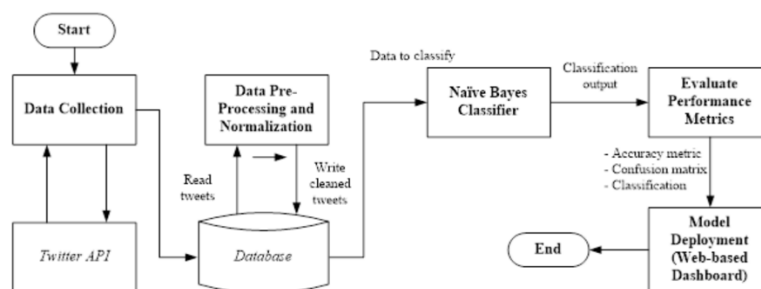 Start
Data Collection
Twitter API
Data Pre-
Processing and
Normalization
Read
tweets
Write
cleaned
tweets
Database
Data to classify
Naïve Bayes
Classifier
Classification
output
Evaluate
Performance
Metrics
- Accuracy metric
- Confusion matrix
- Classification
Model
Deployment
(Web-based
Dashboard)
End